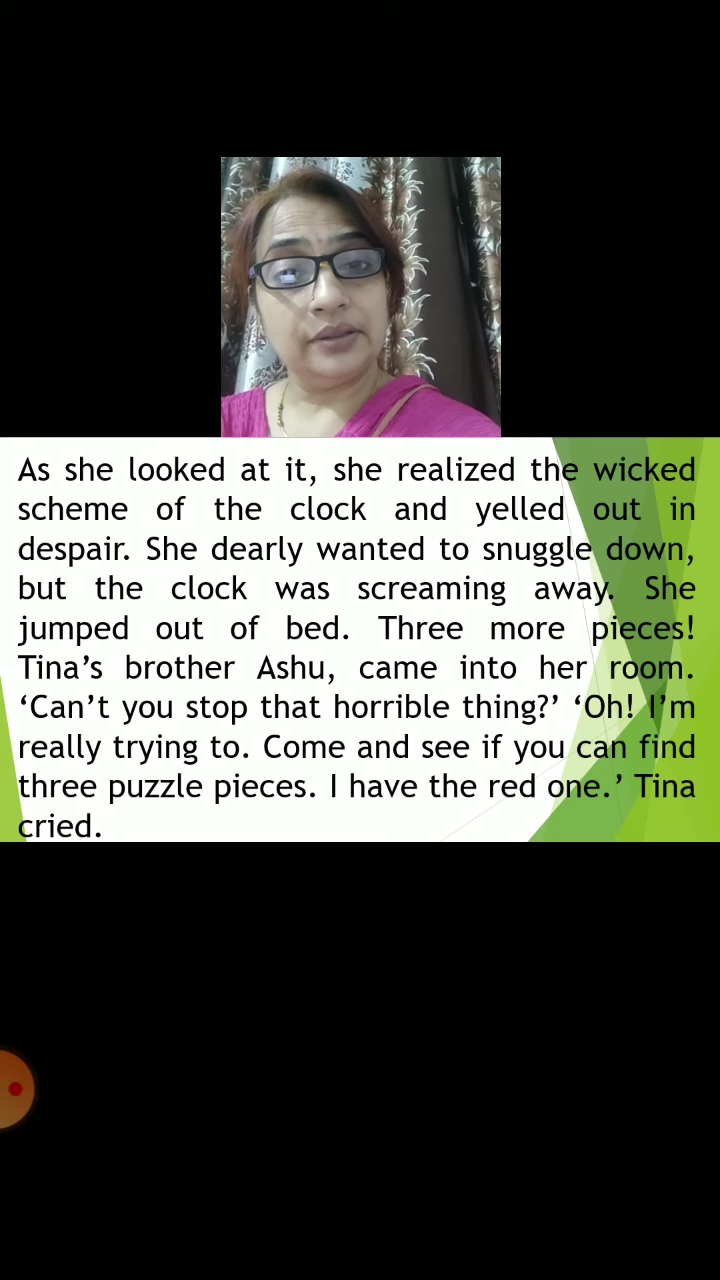 As she looked at it, she realized the wicked
scheme of the clock and yelled out in
despair. She dearly wanted to snuggle down,
but the clock was screaming away. She
jumped out of bed. Three more pieces!
Tina’s brother Ashu, came into her room.
‘Can’t you stop that horrible thing?’ ‘Oh! I’m
really trying to. Come and see if you can find
three puzzle pieces. I have the red one.’ Tina
cried.